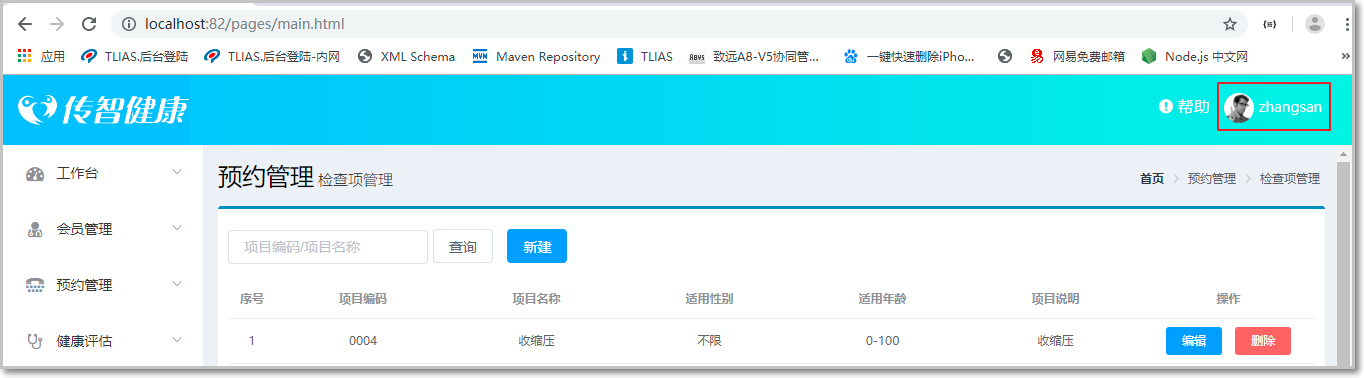 localhost:82/pages/main.html
应用 TLIAS.后台登陆 TLIAS.后台登陆-内网 XML Schema Maven Repository TLIAS 致远A8-V5协同管... 一键快速删除iPho... 易 网易免费邮箱 Node.js 中文网 »
传智健康 帮助 zhangsan
工作台
会员管理
预约管理
健康评估
预约管理 检查项管理 首页 > 预约管理 > 检查项管理
项目编码/项目名称 查询 新建
序号 项目编码 项目名称 适用性别 适用年龄 项目说明 操作
1 0004 收缩压 不限 0-100 收缩压 编辑 删除